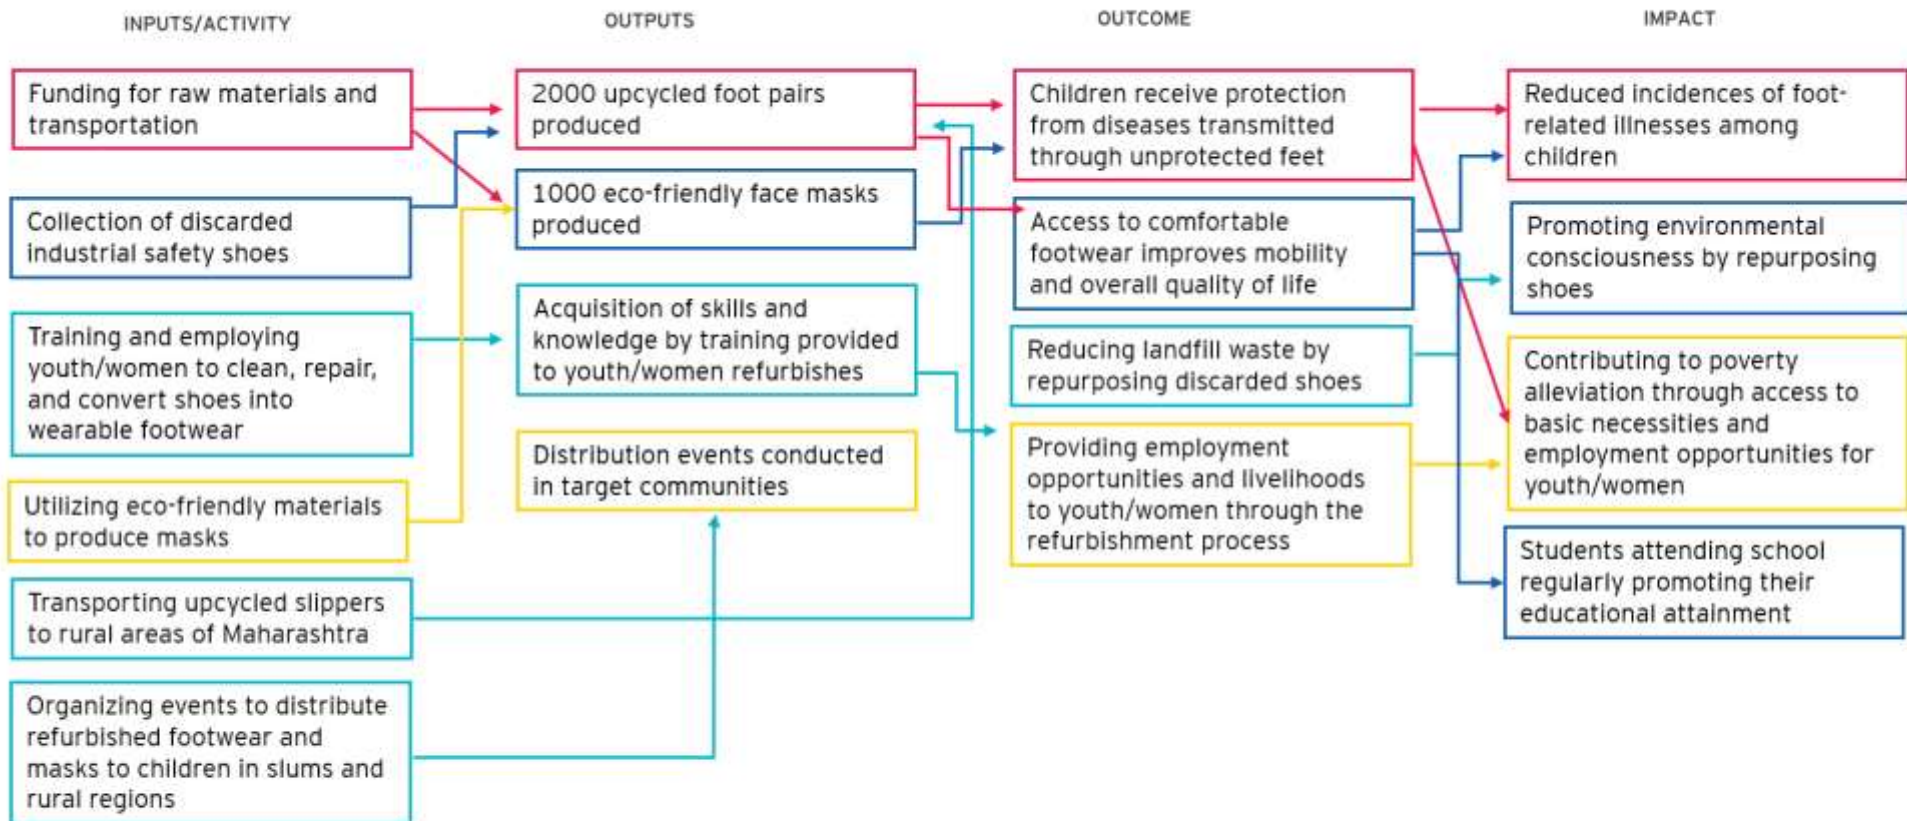 INPUTS/ACTIVITY
OUTPUTS
OUTCOME
IMPACT
Funding for raw materials and
transportation
Collection of discarded
industrial safety shoes
Training and employing
youth/women to clean, repair,
and convert shoes into
wearable footwear
Utilizing eco-friendly materials
to produce masks
Transporting upcycled slippers
to rural areas of Maharashtra
Organizing events to distribute
refurbished footwear and
masks to children in slums and
rural regions
2000 upcycled foot pairs
produced
1000 eco-friendly face masks
produced
Acquisition of skills and
knowledge by training provided
to youth/women refurbishes
Distribution events conducted
in target communities
Children receive protection
from diseases transmitted
through unprotected feet
Access to comfortable
footwear improves mobility
and overall quality of life
Reducing landfill waste by
repurposing discarded shoes
Providing employment
opportunities and livelihoods
to youth/women through the
refurbishment process
Reduced incidences of foot-
related illnesses among
children
Promoting environmental
consciousness by repurposing
shoes
Contributing to poverty
alleviation through access to
basic necessities and
employment opportunities for
youth/women
Students attending school
regularly promoting their
educational attainment